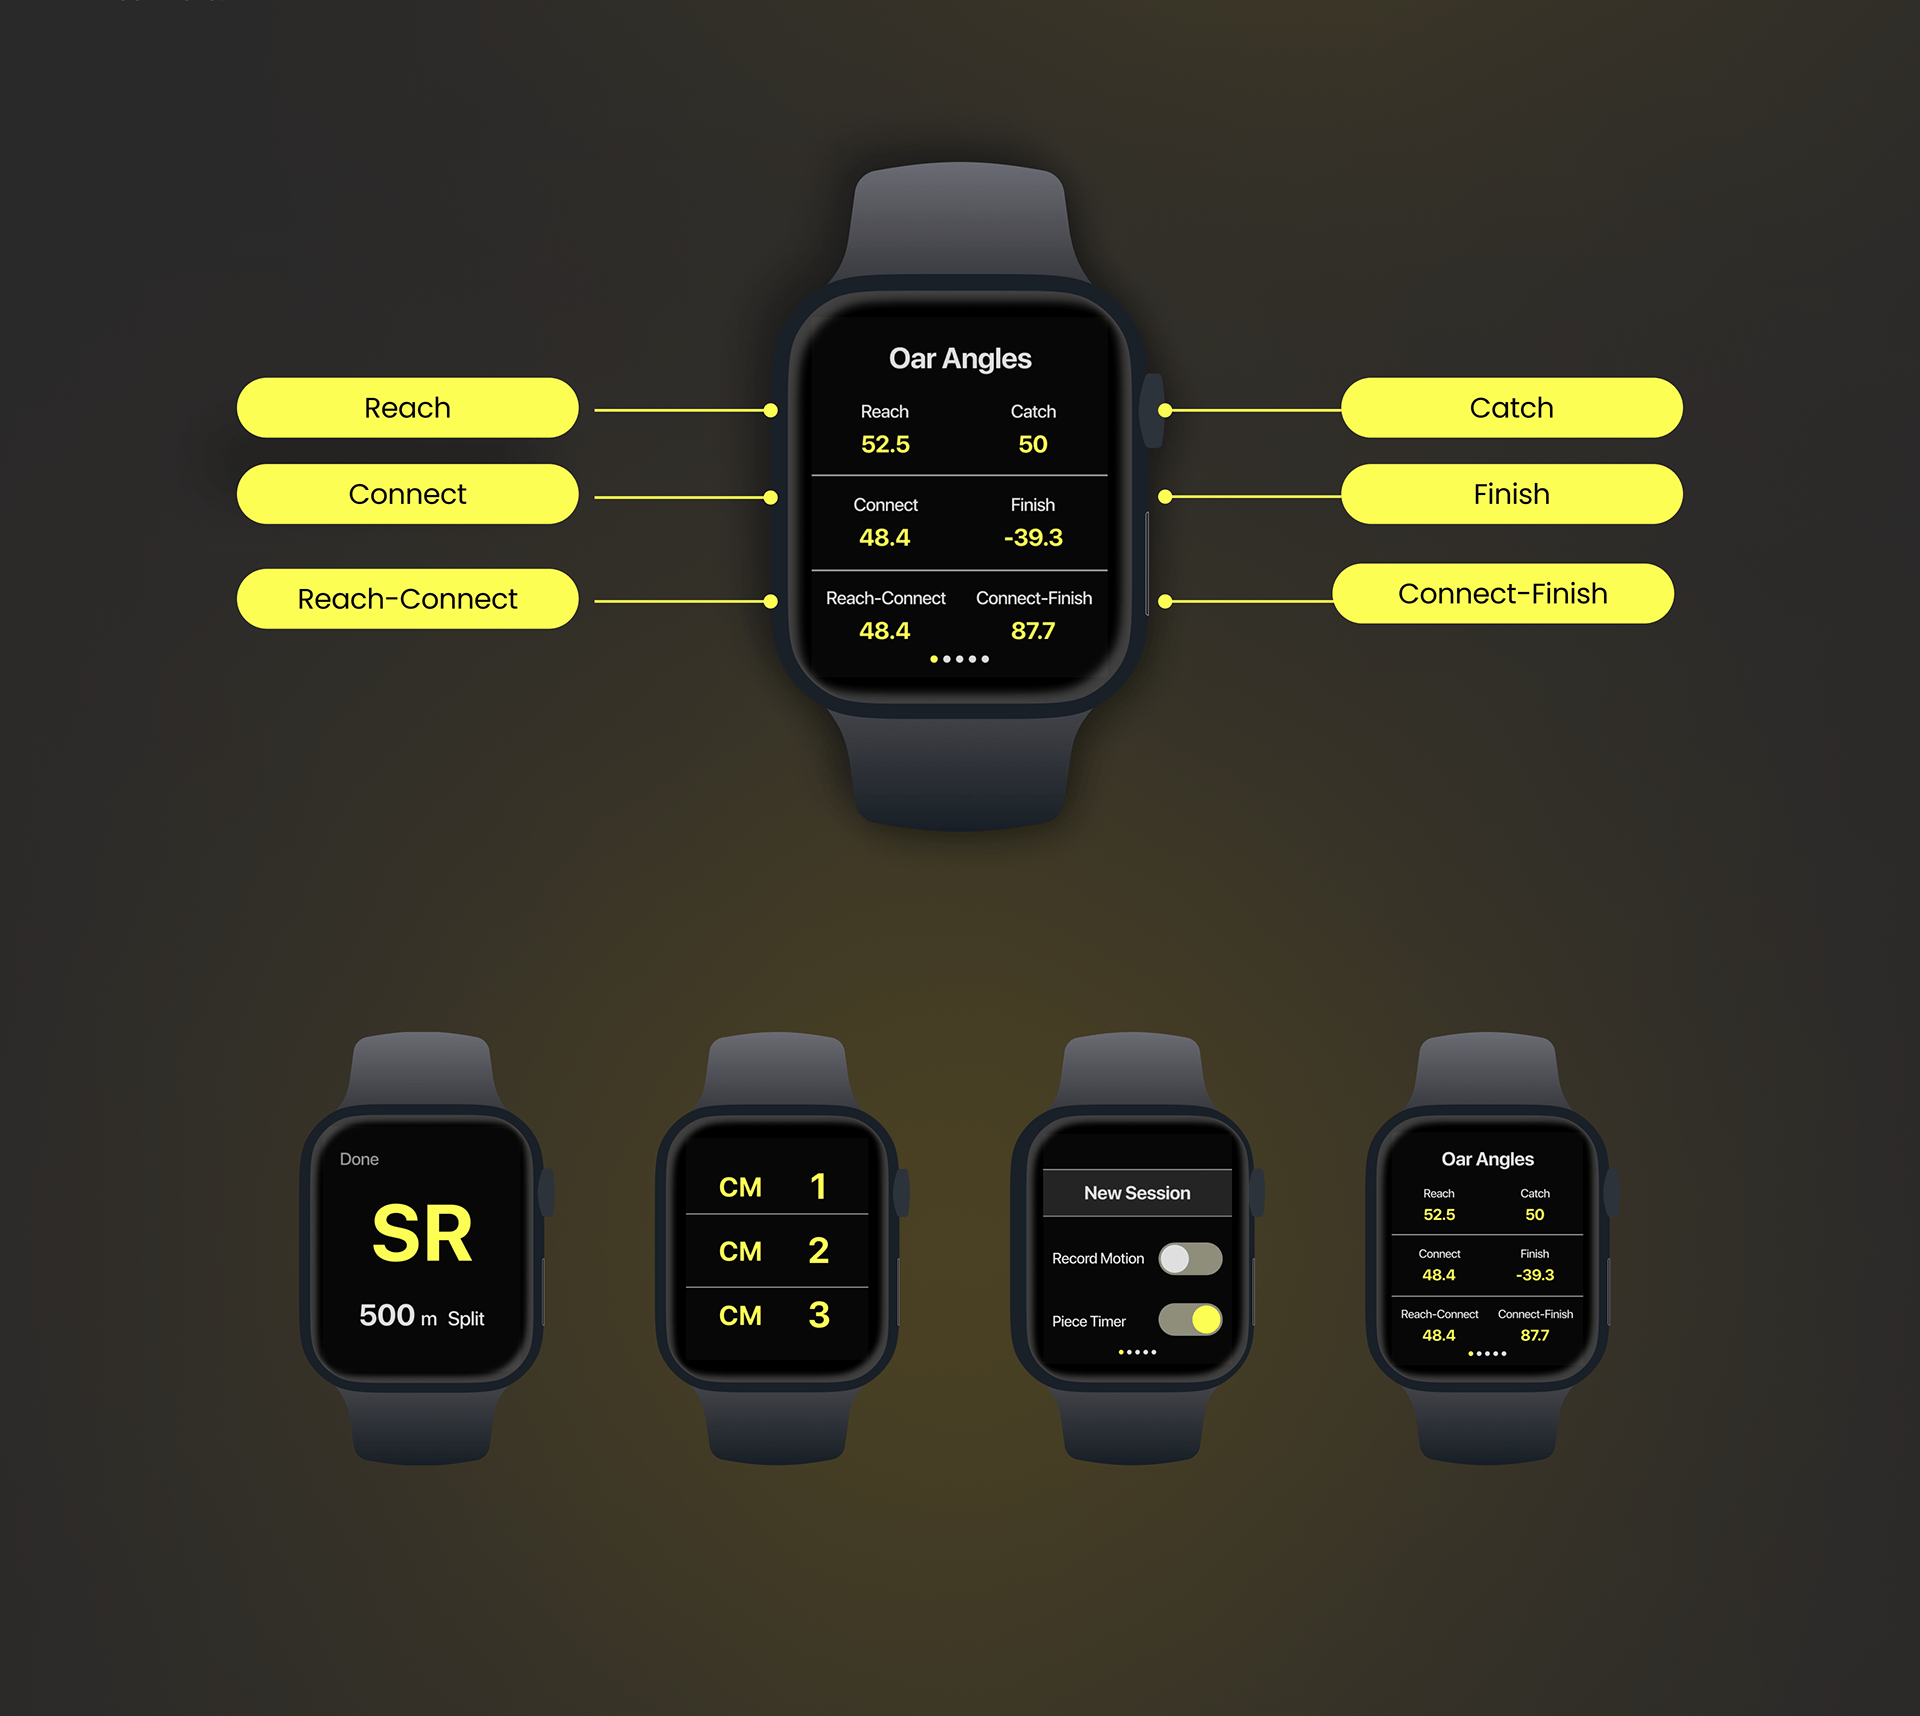 Oar Angles
Reach Catch
52.5 50
Connect Finish
48.4 -39.3
Reach-Connect Connect-Finish
48.4 87.7
Reach
Connect
Reach-Connect
Catch
Finish
Connect-Finish
Done
SR
500 m Split
CM 1
CM 2
CM 3
New Session
Record Motion
Piece Timer
Oar Angles
Reach Catch
52.5 50
Connect Finish
48.4 -39.3
Reach-Connect Connect-Finish
48.4 87.7